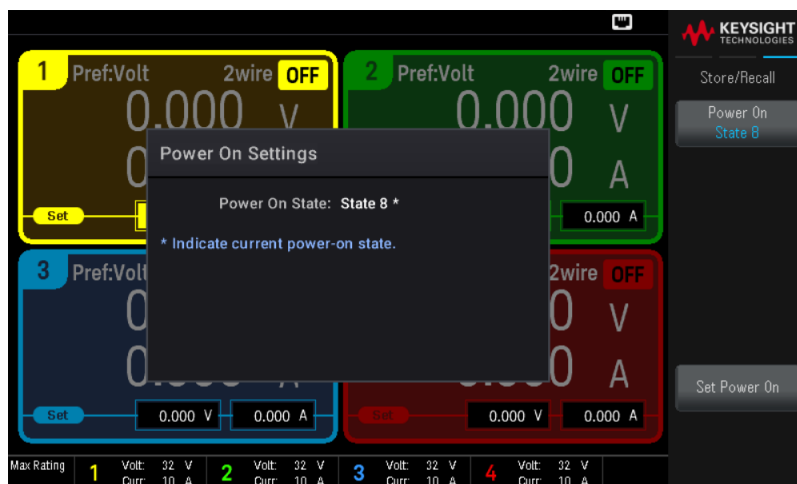 KEYSIGHT
TECHNOLOGIES
Store/Recall
Power On
State 8
Set Power On
1 Pref:Volt 2wire OFF
0.000 V
Set
2 Pref:Volt 2wire OFF
0.000 V
A
0.000 A
Power On Settings
Power On State: State 8 *
* Indicate current power-on state.
3 Pref:Volt
Set 0.000 V 0.000 A
2wire OFF
V
A
Set 0.000 V 0.000 A
Max Rating
1 Volt: 32 V
Curr: 10 A
2 Volt: 32 V
Curr: 10 A
3 Volt: 32 V
Curr: 10 A
4 Volt: 32 V
Curr: 10 A